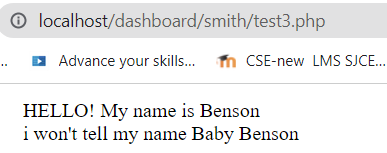 localhost/dashboard/smith/test3.php
.. Advance your skills... CSE-new LMS SJCE...
HELLO! My name is Benson
i won't tell my name Baby Benson